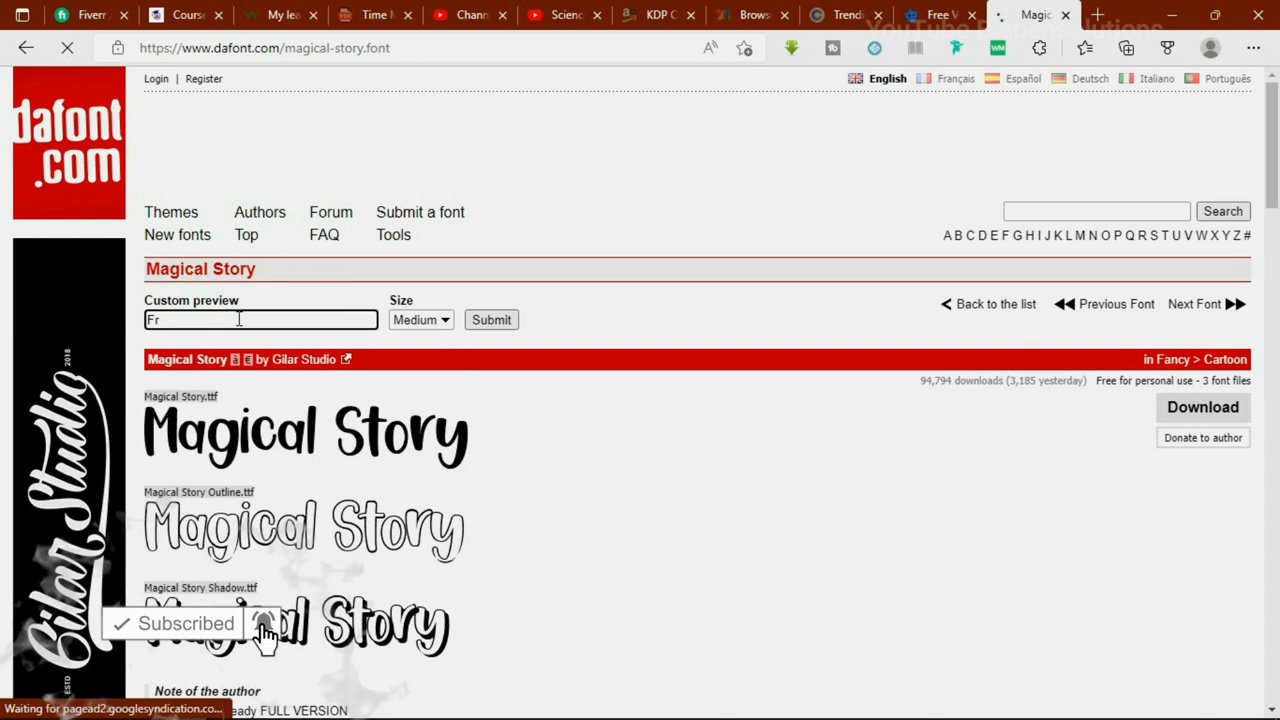 Fiverr
Course
My lea
Time M
Chann
Scienc
KDP C
Brows
Trendi
Free V
Magic
https://www.dafont.com/magical-story.font
Login | Register
English Français Español Deutsch Italiano Português
dafont
.com
Themes Authors Forum Submit a font
New fonts Top FAQ Tools
Search
A B C D E F G H I J K L M N O P Q R S T U V W X Y Z #
Magical Story
Custom preview Size
Fr Medium Submit
Back to the list Previous Font Next Font
Magical Story à € by Gilar Studio in Fancy > Cartoon
94,794 downloads (3,185 yesterday) Free for personal use - 3 font files
Download
Donate to author
Magical Story.ttf
Magical Story
Magical Story Outline.ttf
Magical Story
Magical Story Shadow.ttf
Magical Story
Subscribed
Gilar Studio
2018
ESTD
Note of the author
eady FULL VERSION
Waiting for pagead2.googlesyndication.co...